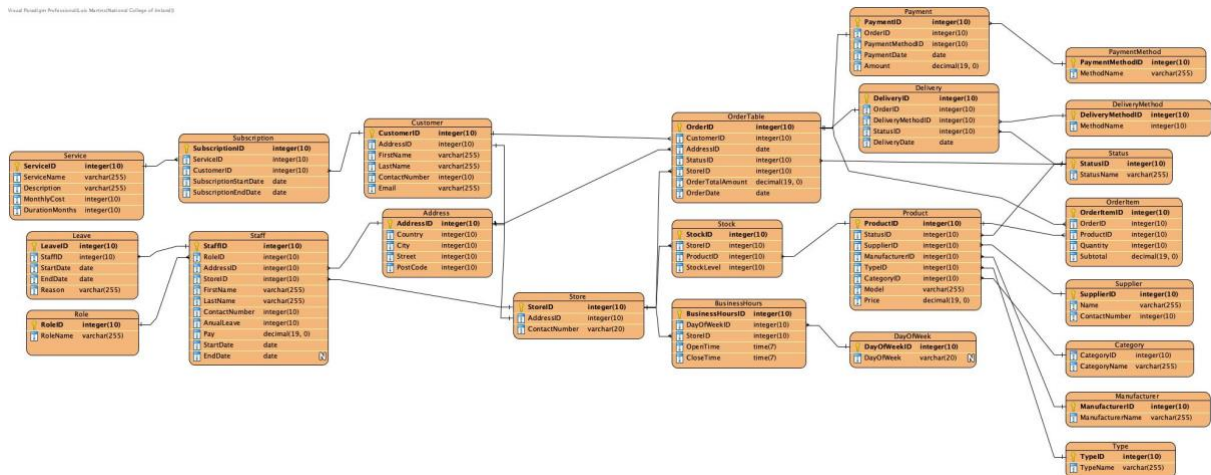 Visual Paradigm Professional(Luis Martins(National College of Ireland))
Payment
PaymentID integer(10)
OrderID integer(10)
PaymentMethodID integer(10)
PaymentDate date
Amount decimal(19, 0)
PaymentMethod
PaymentMethodID integer(10)
MethodName varchar(255)
Delivery
DeliveryID integer(10)
OrderID integer(10)
DeliveryMethodID integer(10)
StatusID integer(10)
DeliveryDate date
DeliveryMethod
DeliveryMethodID integer(10)
MethodName integer(10)
Customer
CustomerID integer(10)
AddressID integer(10)
FirstName varchar(255)
LastName varchar(255)
ContactNumber integer(10)
Email varchar(255)
OrderTable
OrderID integer(10)
CustomerID integer(10)
AddressID date
StatusID integer(10)
StoreID integer(10)
OrderTotalAmount decimal(19, 0)
OrderDate date
Subscription
SubscriptionID integer(10)
ServiceID integer(10)
CustomerID integer(10)
SubscriptionStartDate date
SubscriptionEndDate date
Service
ServiceID integer(10)
ServiceName varchar(255)
Description varchar(255)
MonthlyCost integer(10)
DurationMonths integer(10)
Status
StatusID integer(10)
StatusName varchar(255)
OrderItem
OrderItemID integer(10)
OrderID integer(10)
ProductID integer(10)
Quantity integer(10)
Subtotal decimal(19, 0)
Address
AddressID integer(10)
Country integer(10)
City integer(10)
Street integer(10)
PostCode integer(10)
Leave
LeaveID integer(10)
StaffID integer(10)
StartDate date
EndDate date
Reason varchar(255)
Staff
StaffID integer(10)
RoleID integer(10)
AddressID integer(10)
StoreID integer(10)
FirstName varchar(255)
LastName varchar(255)
ContactNumber integer(10)
AnualLeave integer(10)
Pay decimal(19, 0)
StartDate date
EndDate date N
Role
RoleID integer(10)
RoleName varchar(255)
Stock
StockID integer(10)
StoreID integer(10)
ProductID integer(10)
StockLevel integer(10)
Product
ProductID integer(10)
StatusID integer(10)
SupplierID integer(10)
ManufacturerID integer(10)
TypeID integer(10)
CategoryID integer(10)
Model varchar(255)
Price decimal(19, 0)
Supplier
SupplierID integer(10)
Name varchar(255)
ContactNumber integer(10)
Store
StoreID integer(10)
AddressID integer(10)
ContactNumber varchar(20)
BusinessHours
BusinessHoursID integer(10)
DayOfWeekID integer(10)
StoreID integer(10)
OpenTime time(7)
CloseTime time(7)
DayOfWeek
DayOfWeekID integer(10)
DayOfWeek varchar(20) N
Category
CategoryID integer(10)
CategoryName varchar(255)
Manufacturer
ManufacturerID integer(10)
ManufacturerName varchar(255)
Type
TypeID integer(10)
TypeName varchar(255)